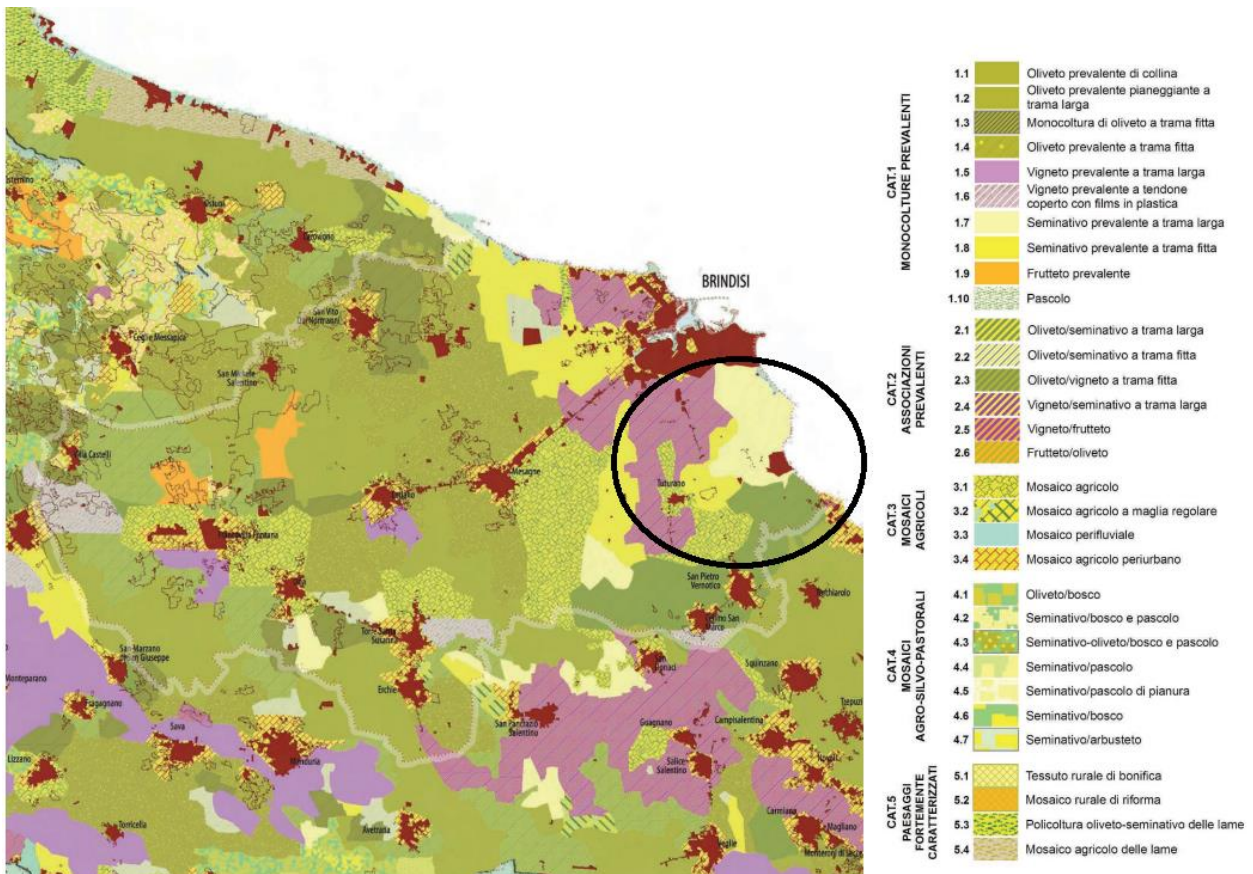 BRINDISI
Ostuni
Carovigno
San Vito
Dei Normanni
Ceglie Messapica
San Michele
Salentino
Villa Castelli
Mesagne
Latiano
Tuturano
Francavilla Fontana
Oria
San Pietro
Vernotico
Torchiarolo
Cellino San
Marco
Torre Santa
Susanna
San Marzano
di San Giuseppe
Monteparano
Erchie
Squinzano
Fragagnano
Sava
San Pancrazio
Salentino
Guagnano
Campisalentina
Trepuzzi
Lizzano
Manduria
Salice
Salentino
Carmiana
Torricella
Avetrana
Magliano
Veglie
CAT.1
MONOCOLTURE PREVALENTI
1.1 Oliveto prevalente di collina
1.2 Oliveto prevalente pianeggiante a
trama larga
1.3 Monocoltura di oliveto a trama fitta
1.4 Oliveto prevalente a trama fitta
1.5 Vigneto prevalente a trama larga
1.6 Vigneto prevalente a tendone
coperto con films in plastica
1.7 Seminativo prevalente a trama larga
1.8 Seminativo prevalente a trama fitta
1.9 Frutteto prevalente
1.10 Pascolo
CAT.2
ASSOCIAZIONI
PREVALENTI
2.1 Oliveto/seminativo a trama larga
2.2 Oliveto/seminativo a trama fitta
2.3 Oliveto/vigneto a trama fitta
2.4 Vigneto/seminativo a trama larga
2.5 Vigneto/frutteto
2.6 Frutteto/oliveto
CAT.3
MOSAICI
AGRICOLI
3.1 Mosaico agricolo
3.2 Mosaico agricolo a maglia regolare
3.3 Mosaico perifluviale
3.4 Mosaico agricolo periurbano
CAT.4
MOSAICI
AGRO-SILVO-PASTORALI
4.1 Oliveto/bosco
4.2 Seminativo/bosco e pascolo
4.3 Seminativo-oliveto/bosco e pascolo
4.4 Seminativo/pascolo
4.5 Seminativo/pascolo di pianura
4.6 Seminativo/bosco
4.7 Seminativo/arbusteto
CAT.5
PAESAGGI
FORTEMENTE
CARATTERIZZATI
5.1 Tessuto rurale di bonifica
5.2 Mosaico rurale di riforma
5.3 Policoltura oliveto-seminativo delle lame
5.4 Mosaico agricolo delle lame